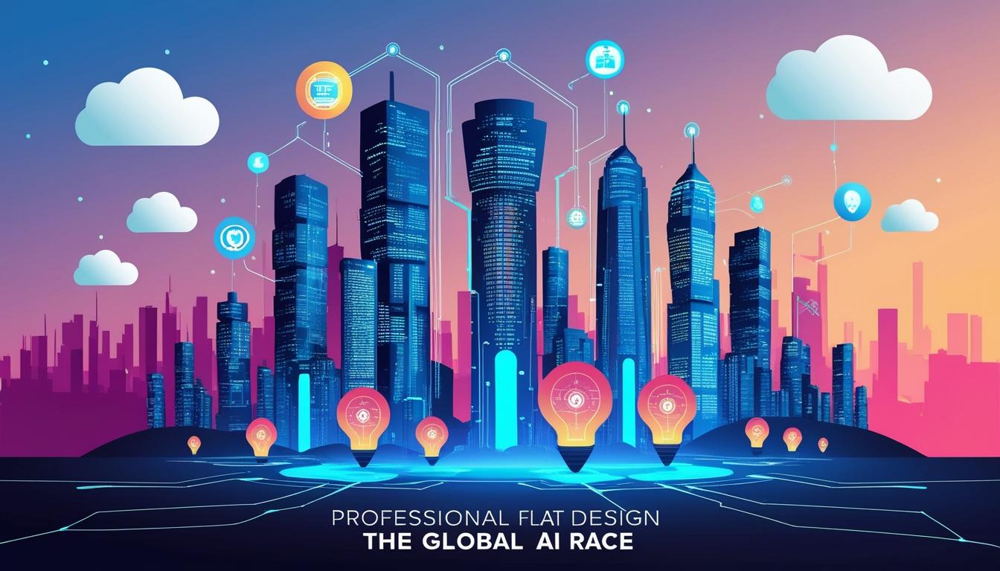 PROFESSIONAL FLAT DESIGN
THE GLOBAL AI RACE